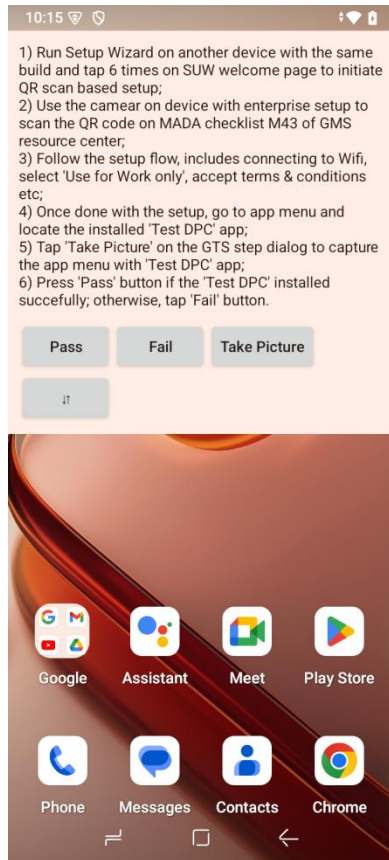 10:15
1) Run Setup Wizard on another device with the same
build and tap 6 times on SUW welcome page to initiate
QR scan based setup;
2) Use the camear on device with enterprise setup to
scan the QR code on MADA checklist M43 of GMS
resource center;
3) Follow the setup flow, includes connecting to Wifi,
select 'Use for Work only', accept terms & conditions
etc;
4) Once done with the setup, go to app menu and
locate the installed 'Test DPC' app;
5) Tap 'Take Picture' on the GTS step dialog to capture
the app menu with 'Test DPC' app;
6) Press 'Pass' button if the 'Test DPC' installed
succefully; otherwise, tap 'Fail' button.
Pass Fail Take Picture
↓↑
Google Assistant Meet Play Store
Phone Messages Contacts Chrome